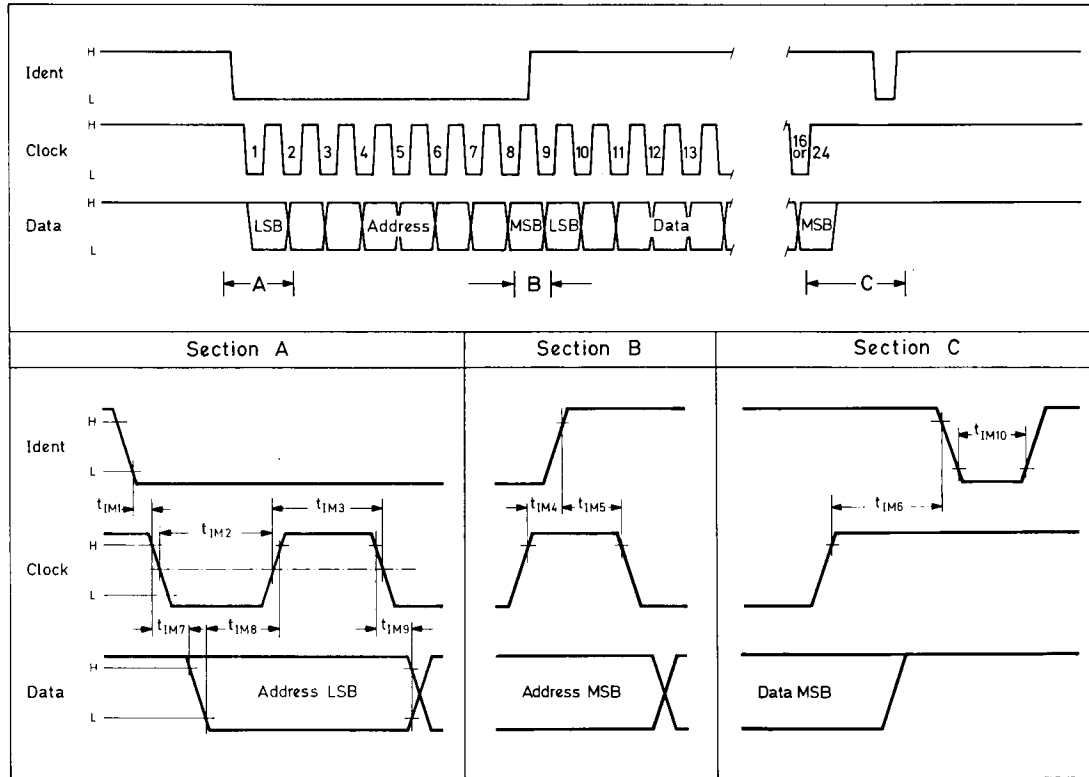 H
Ident
L
H
Clock 1 2 3 4 5 6 7 8 9 10 11 12 13 16 or 24
L
H
Data LSB Address MSB LSB Data MSB
L
A B C
Section A Section B Section C
H
Ident tIM10
L
tIM1 tIM3 tIM4 tIM5 tIM6
tIM2
H
Clock
L
tIM7 tIM8 tIM9
H
Data Address LSB Address MSB Data MSB
L